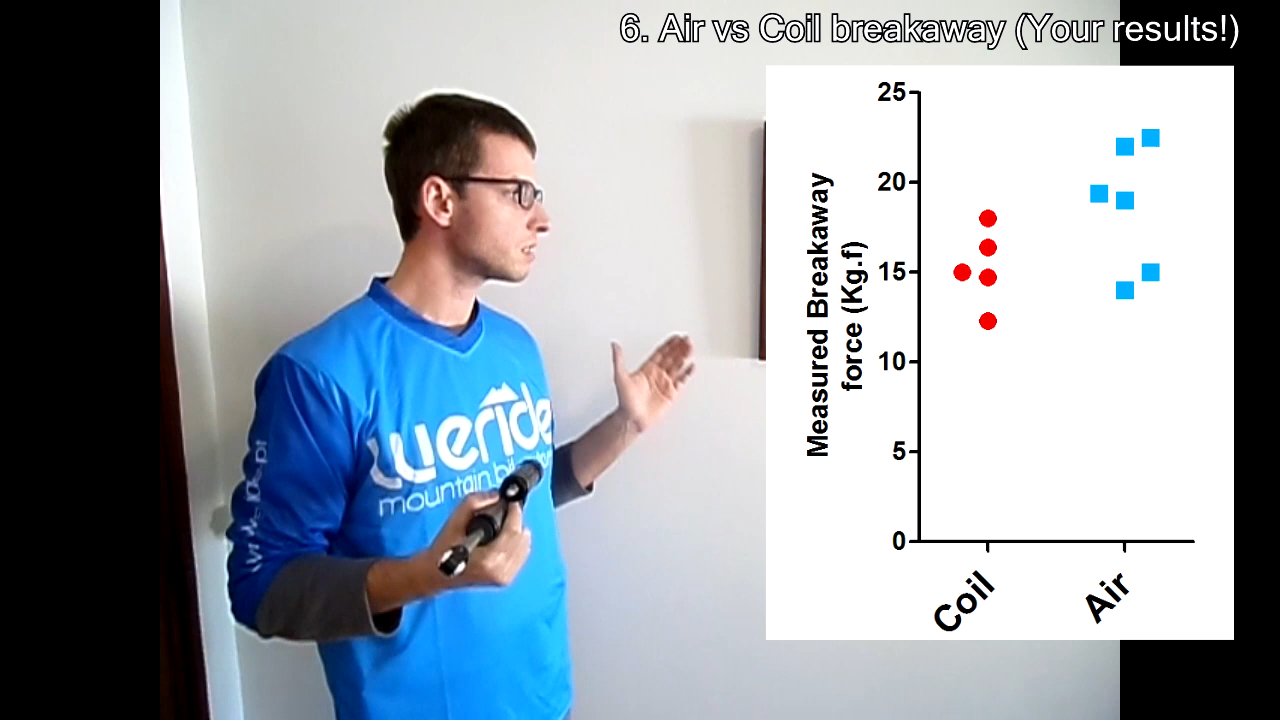 6. Air vs Coil breakaway (Your results!)
25
20
15
10
5
0
Measured Breakaway
force (Kg.f)
Coil
Air
weride
mountain